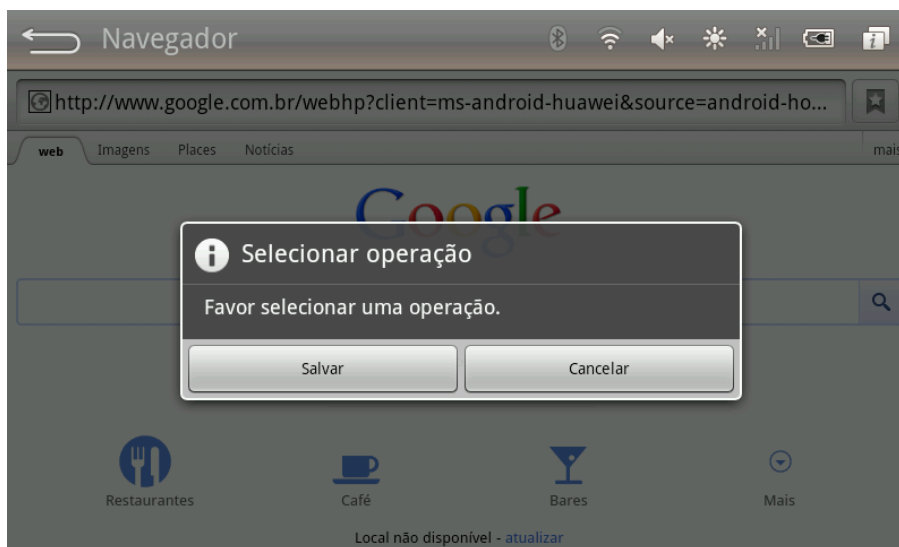 Navegador
http://www.google.com.br/webhp?client=ms-android-huawei&source=android-ho...
web Imagens Places Notícias mais
Google
Selecionar operação
Favor selecionar uma operação.
Salvar Cancelar
Restaurantes Café Bares Mais
Local não disponível - atualizar